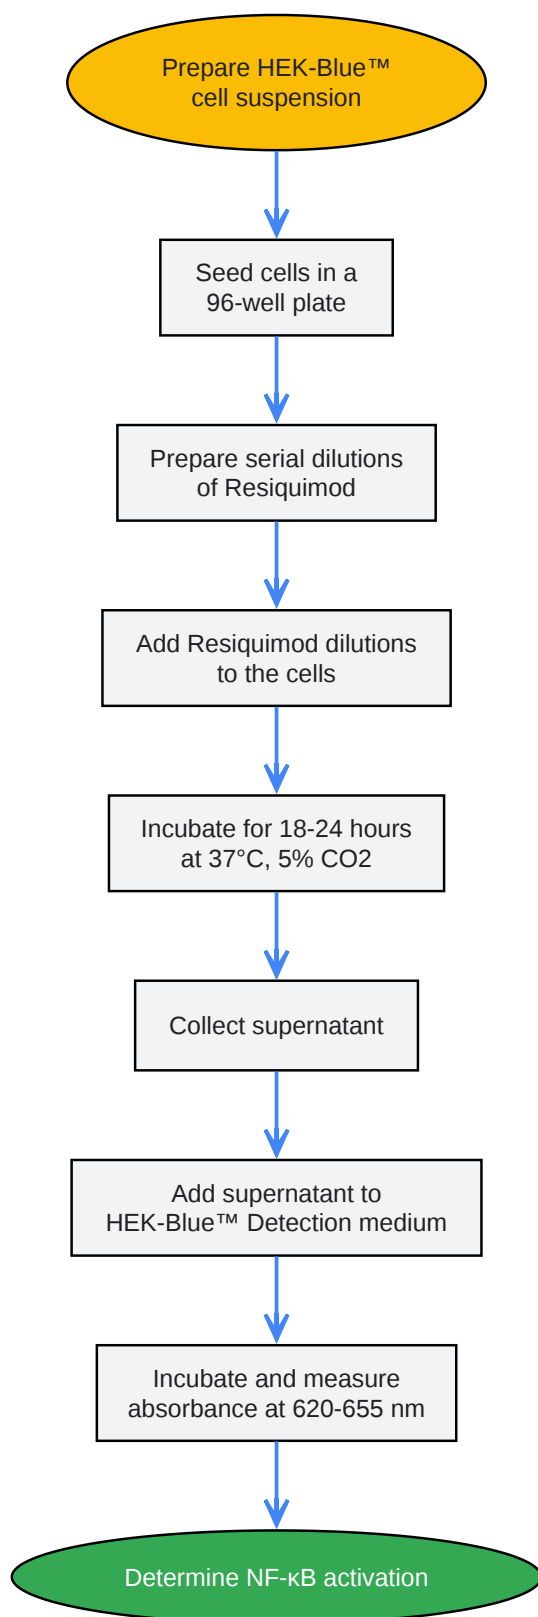 Prepare HEK-Blue™
cell suspension
Seed cells in a
96-well plate
Prepare serial dilutions
of Resiquimod
Add Resiquimod dilutions
to the cells
Incubate for 18-24 hours
at 37°C, 5% CO2
Collect supernatant
Add supernatant to
HEK-Blue™ Detection medium
Incubate and measure
absorbance at 620-655 nm
Determine NF-κB activation